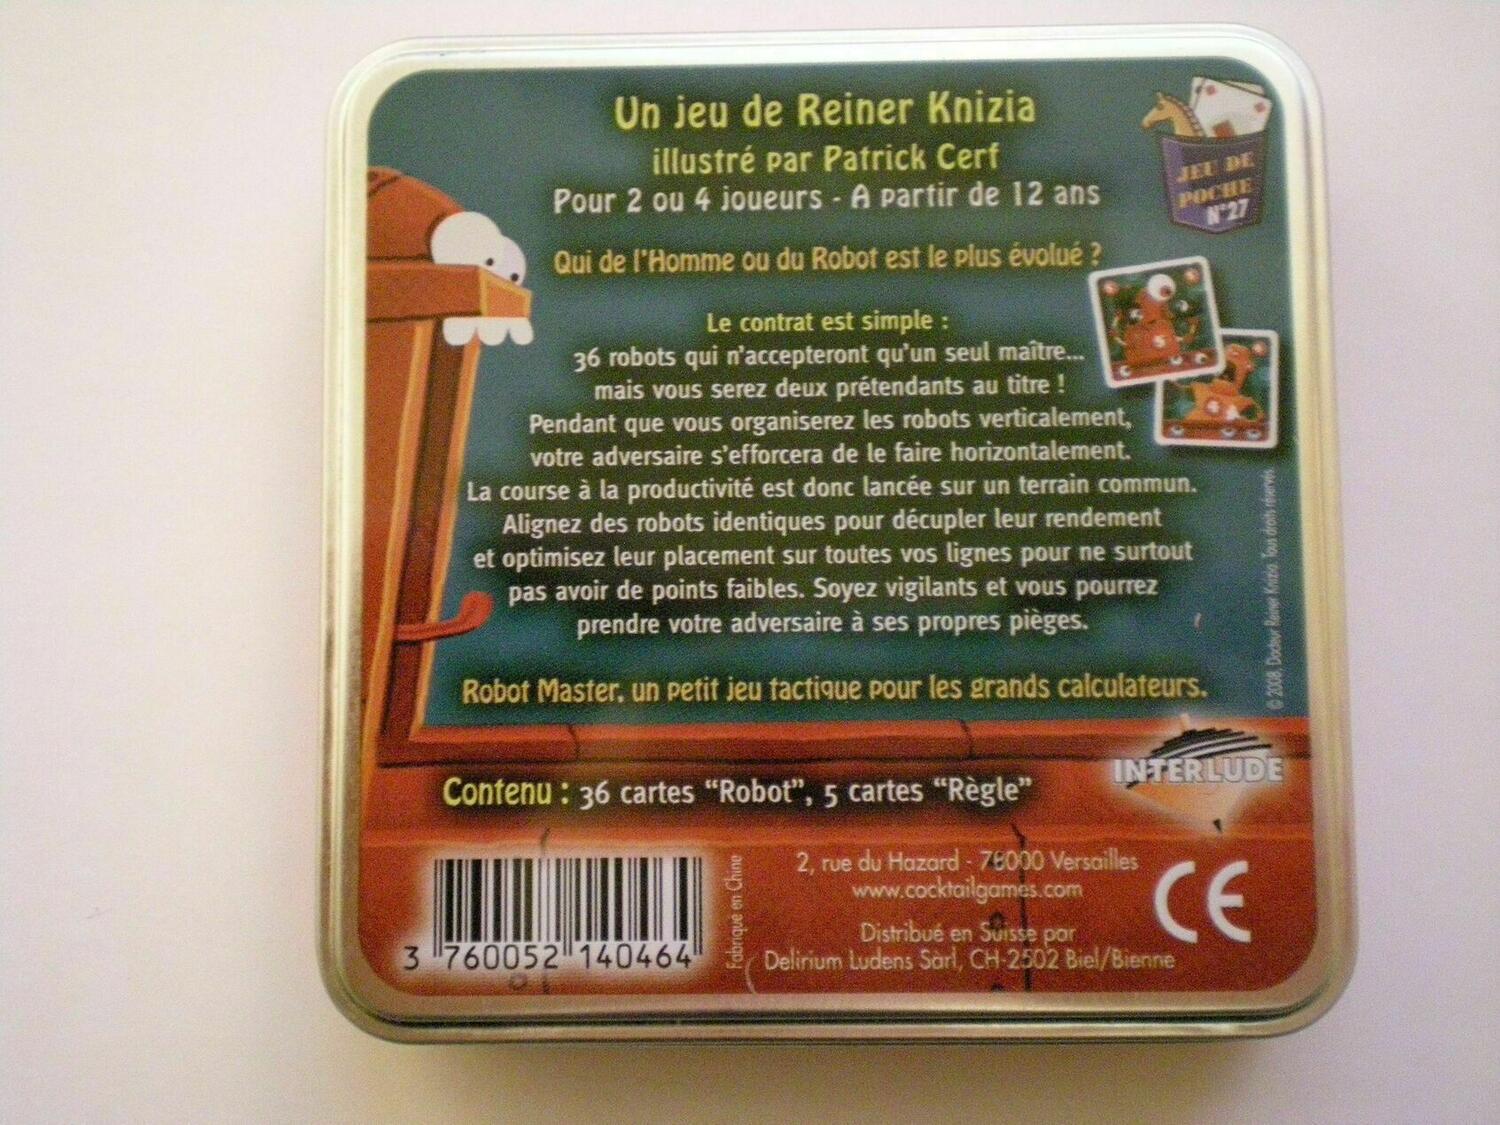 Un jeu de Reiner Knizia
illustré par Patrick Cerf
Pour 2 ou 4 joueurs - A partir de 12 ans
JEU DE
POCHE
N°27
Qui de l'Homme ou du Robot est le plus évolué ?
Le contrat est simple :
36 robots qui n'accepteront qu'un seul maître...
mais vous serez deux prétendants au titre !
Pendant que vous organiserez les robots verticalement,
votre adversaire s'efforcera de le faire horizontalement.
La course à la productivité est donc lancée sur un terrain commun.
Alignez des robots identiques pour décupler leur rendement
et optimisez leur placement sur toutes vos lignes pour ne surtout
pas avoir de points faibles. Soyez vigilants et vous pourrez
prendre votre adversaire à ses propres pièges.
Robot Master, un petit jeu tactique pour les grands calculateurs.
© 2008, Docteur Reiner Knizia. Tous droits réservés.
INTERLUDE
Contenu : 36 cartes “Robot”, 5 cartes “Règle”
3 760052 140464
Fabriqué en Chine
2, rue du Hazard - 78000 Versailles
www.cocktailgames.com
Distribué en Suisse par
Delirium Ludens Sàrl, CH-2502 Biel/Bienne
CE